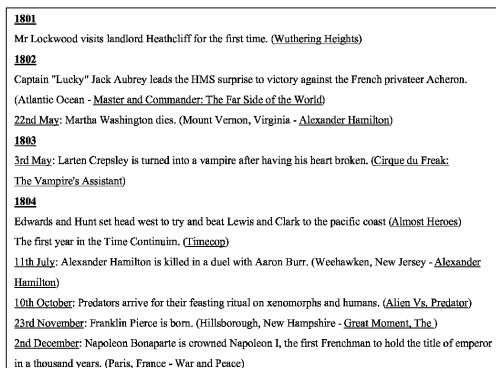 1801
Mr Lockwood visits landlord Heathcliff for the first time. (Wuthering Heights)
1802
Captain "Lucky" Jack Aubrey leads the HMS surprise to victory against the French privateer Acheron.
(Atlantic Ocean - Master and Commander: The Far Side of the World)
22nd May: Martha Washington dies. (Mount Vernon, Virginia - Alexander Hamilton)
1803
3rd May: Larten Crepsley is turned into a vampire after having his heart broken. (Cirque du Freak:
The Vampire's Assistant)
1804
Edwards and Hunt set head west to try and beat Lewis and Clark to the pacific coast (Almost Heroes)
The first year in the Time Continuim. (Timecop)
11th July: Alexander Hamilton is killed in a duel with Aaron Burr. (Weehawken, New Jersey - Alexander
Hamilton)
10th October: Predators arrive for their feasting ritual on xenomorphs and humans. (Alien Vs. Predator)
23rd November: Franklin Pierce is born. (Hillsborough, New Hampshire - Great Moment, The )
2nd December: Napoleon Bonaparte is crowned Napoleon I, the first Frenchman to hold the title of emperor
in a thousand years. (Paris, France - War and Peace)